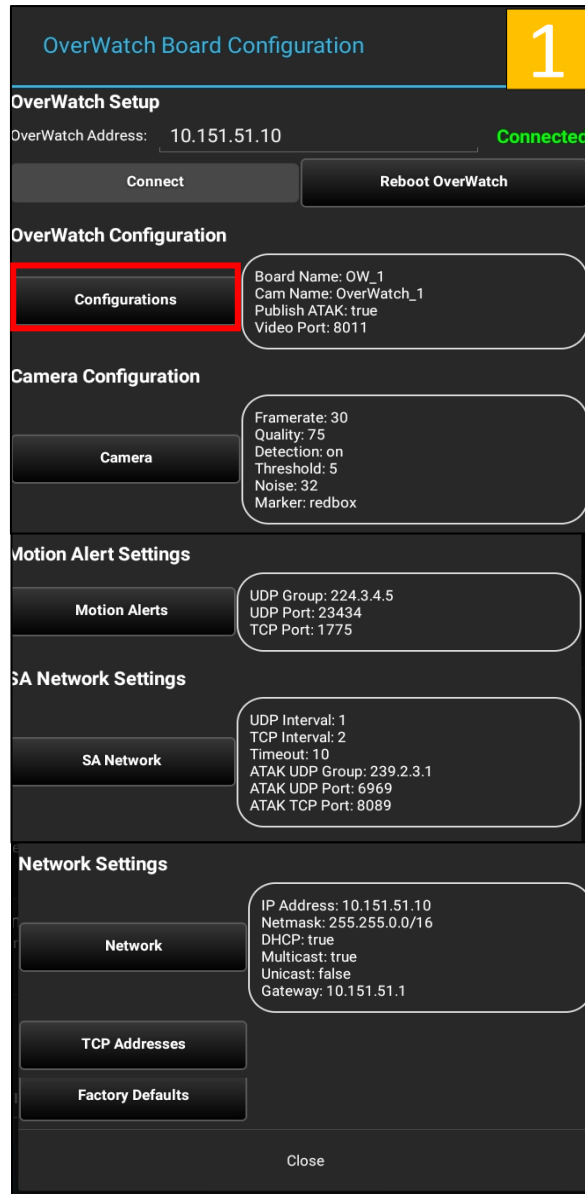 OverWatch Board Configuration
1
OverWatch Setup
OverWatch Address: 10.151.51.10 Connected
Connect Reboot OverWatch
OverWatch Configuration
Configurations
Board Name: OW_1
Cam Name: OverWatch_1
Publish ATAK: true
Video Port: 8011
Camera Configuration
Camera
Framerate: 30
Quality: 75
Detection: on
Threshold: 5
Noise: 32
Marker: redbox
Motion Alert Settings
Motion Alerts
UDP Group: 224.3.4.5
UDP Port: 23434
TCP Port: 1775
SA Network Settings
SA Network
UDP Interval: 1
TCP Interval: 2
Timeout: 10
ATAK UDP Group: 239.2.3.1
ATAK UDP Port: 6969
ATAK TCP Port: 8089
Network Settings
Network
IP Address: 10.151.51.10
Netmask: 255.255.0.0/16
DHCP: true
Multicast: true
Unicast: false
Gateway: 10.151.51.1
TCP Addresses
Factory Defaults
Close